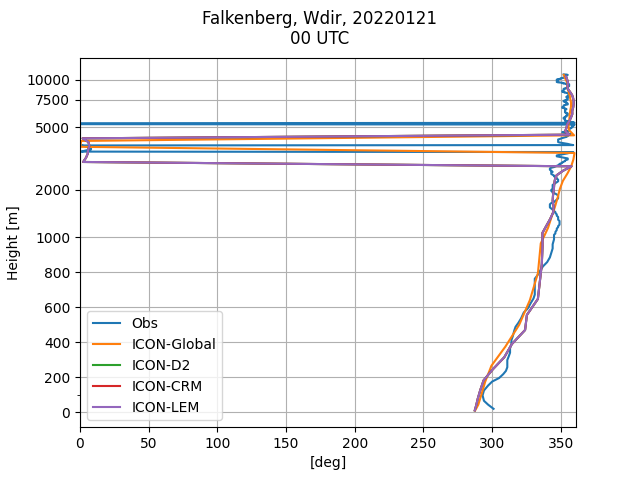 Falkenberg, Wdir, 20220121
00 UTC
Height [m]
10000
7500
5000
2000
1000
800
600
400
200
0
Obs
ICON-Global
ICON-D2
ICON-CRM
ICON-LEM
0 50 100 150 200 250 300 350
[deg]